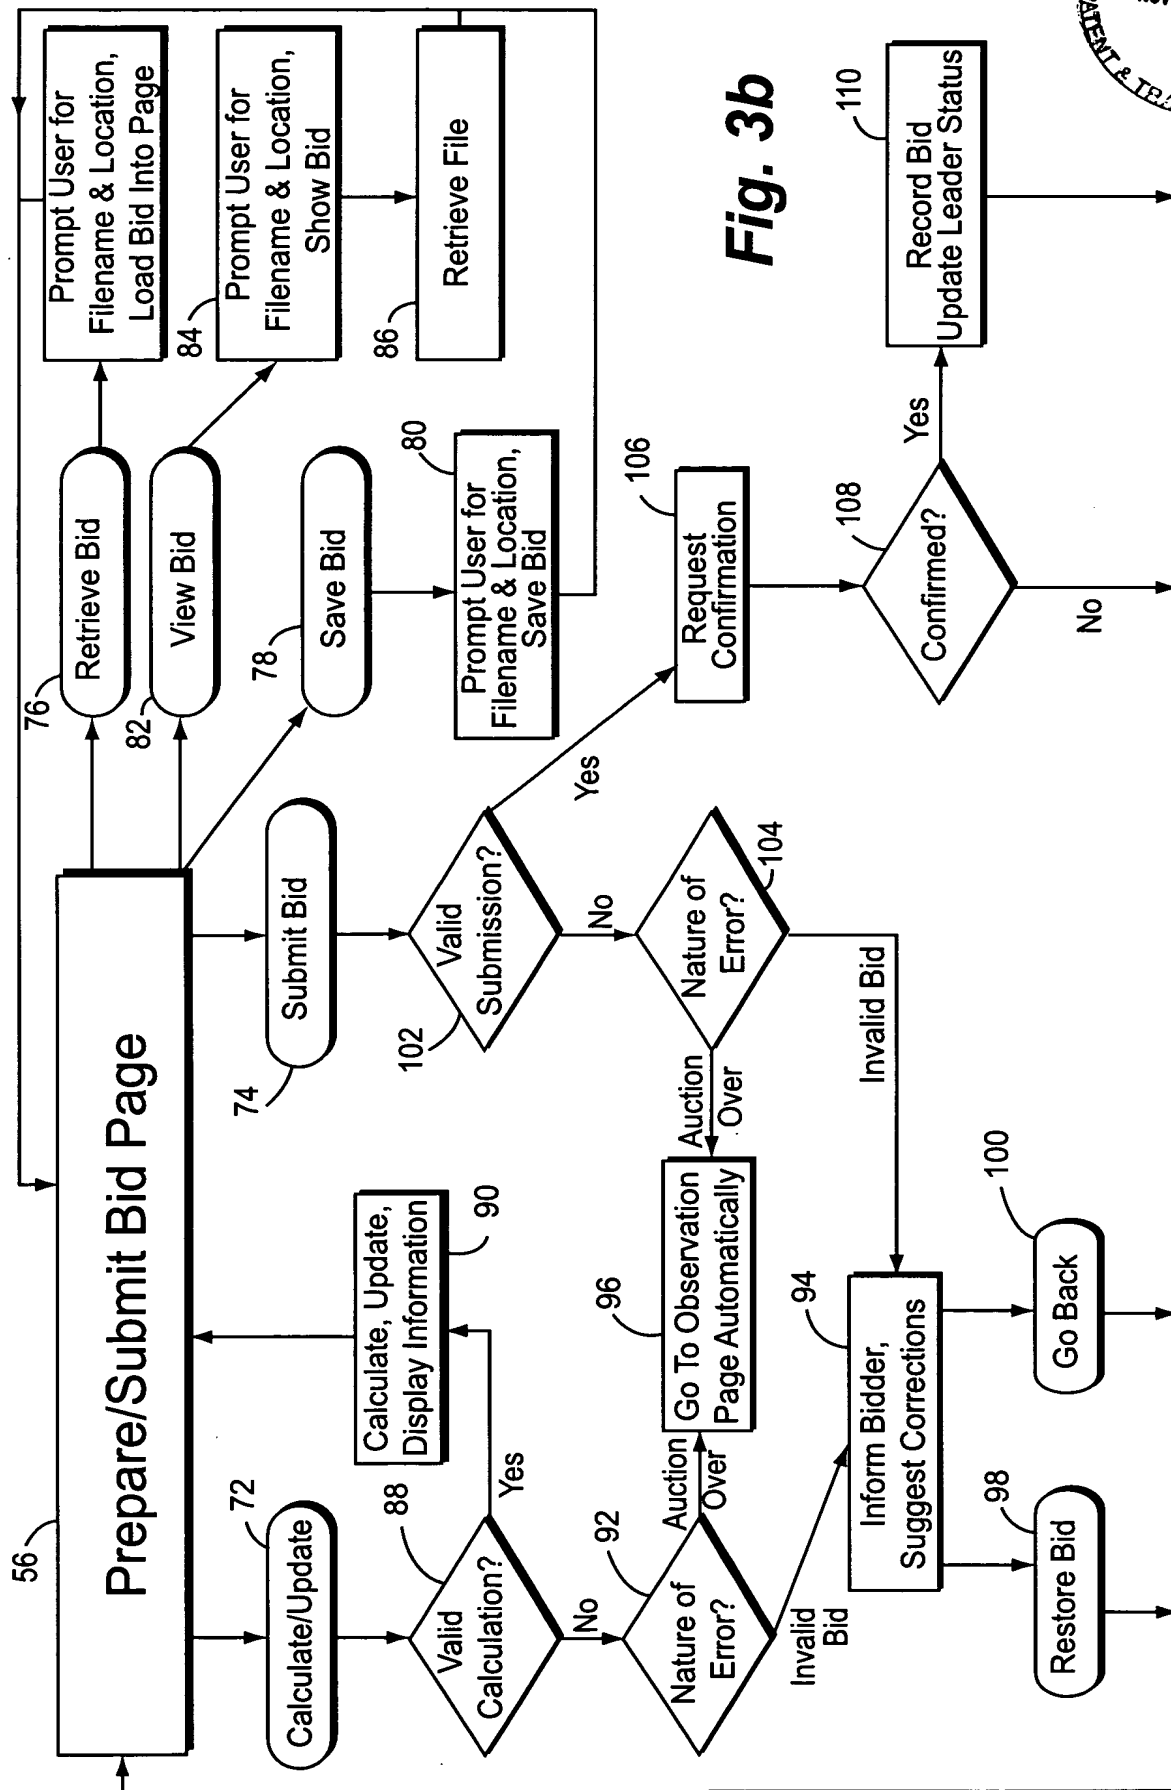 56
Prepare/Submit Bid Page
72
Calculate/Update
88
Valid
Calculation?
Yes
90
Calculate, Update,
Display Information
No
92
Nature of
Error?
Auction
Over
Invalid
Bid
96
Go To Observation
Page Automatically
94
Inform Bidder,
Suggest Corrections
98
Restore Bid
100
Go Back
74
Submit Bid
102
Valid
Submission?
Yes
No
104
Nature of
Error?
Auction
Over
Invalid Bid
76
Retrieve Bid
Prompt User for
Filename & Location,
Load Bid Into Page
82
View Bid
84
Prompt User for
Filename & Location,
Show Bid
86
Retrieve File
78
Save Bid
80
Prompt User for
Filename & Location,
Save Bid
106
Request
Confirmation
108
Confirmed?
Yes
No
110
Record Bid
Update Leader Status
Fig. 3b
PATENT &